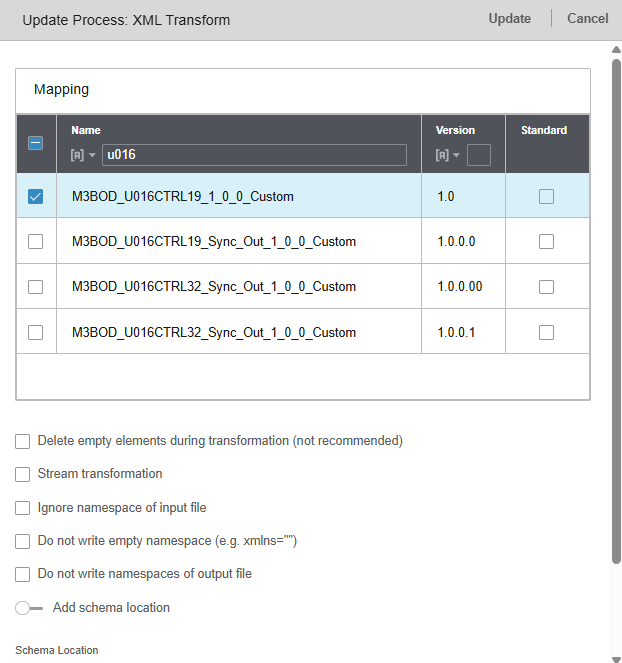 Update Process: XML Transform
Update
Cancel
Mapping
Name
Version
Standard
[A]
u016
[A]
M3BOD_U016CTRL19_1_0_0_Custom
1.0
M3BOD_U016CTRL19_Sync_Out_1_0_0_Custom
1.0.0.0
M3BOD_U016CTRL32_Sync_Out_1_0_0_Custom
1.0.0.00
M3BOD_U016CTRL32_Sync_Out_1_0_0_Custom
1.0.0.1
Delete empty elements during transformation (not recommended)
Stream transformation
Ignore namespace of input file
Do not write empty namespace (e.g. xmlns="")
Do not write namespaces of output file
Add schema location
Schema Location